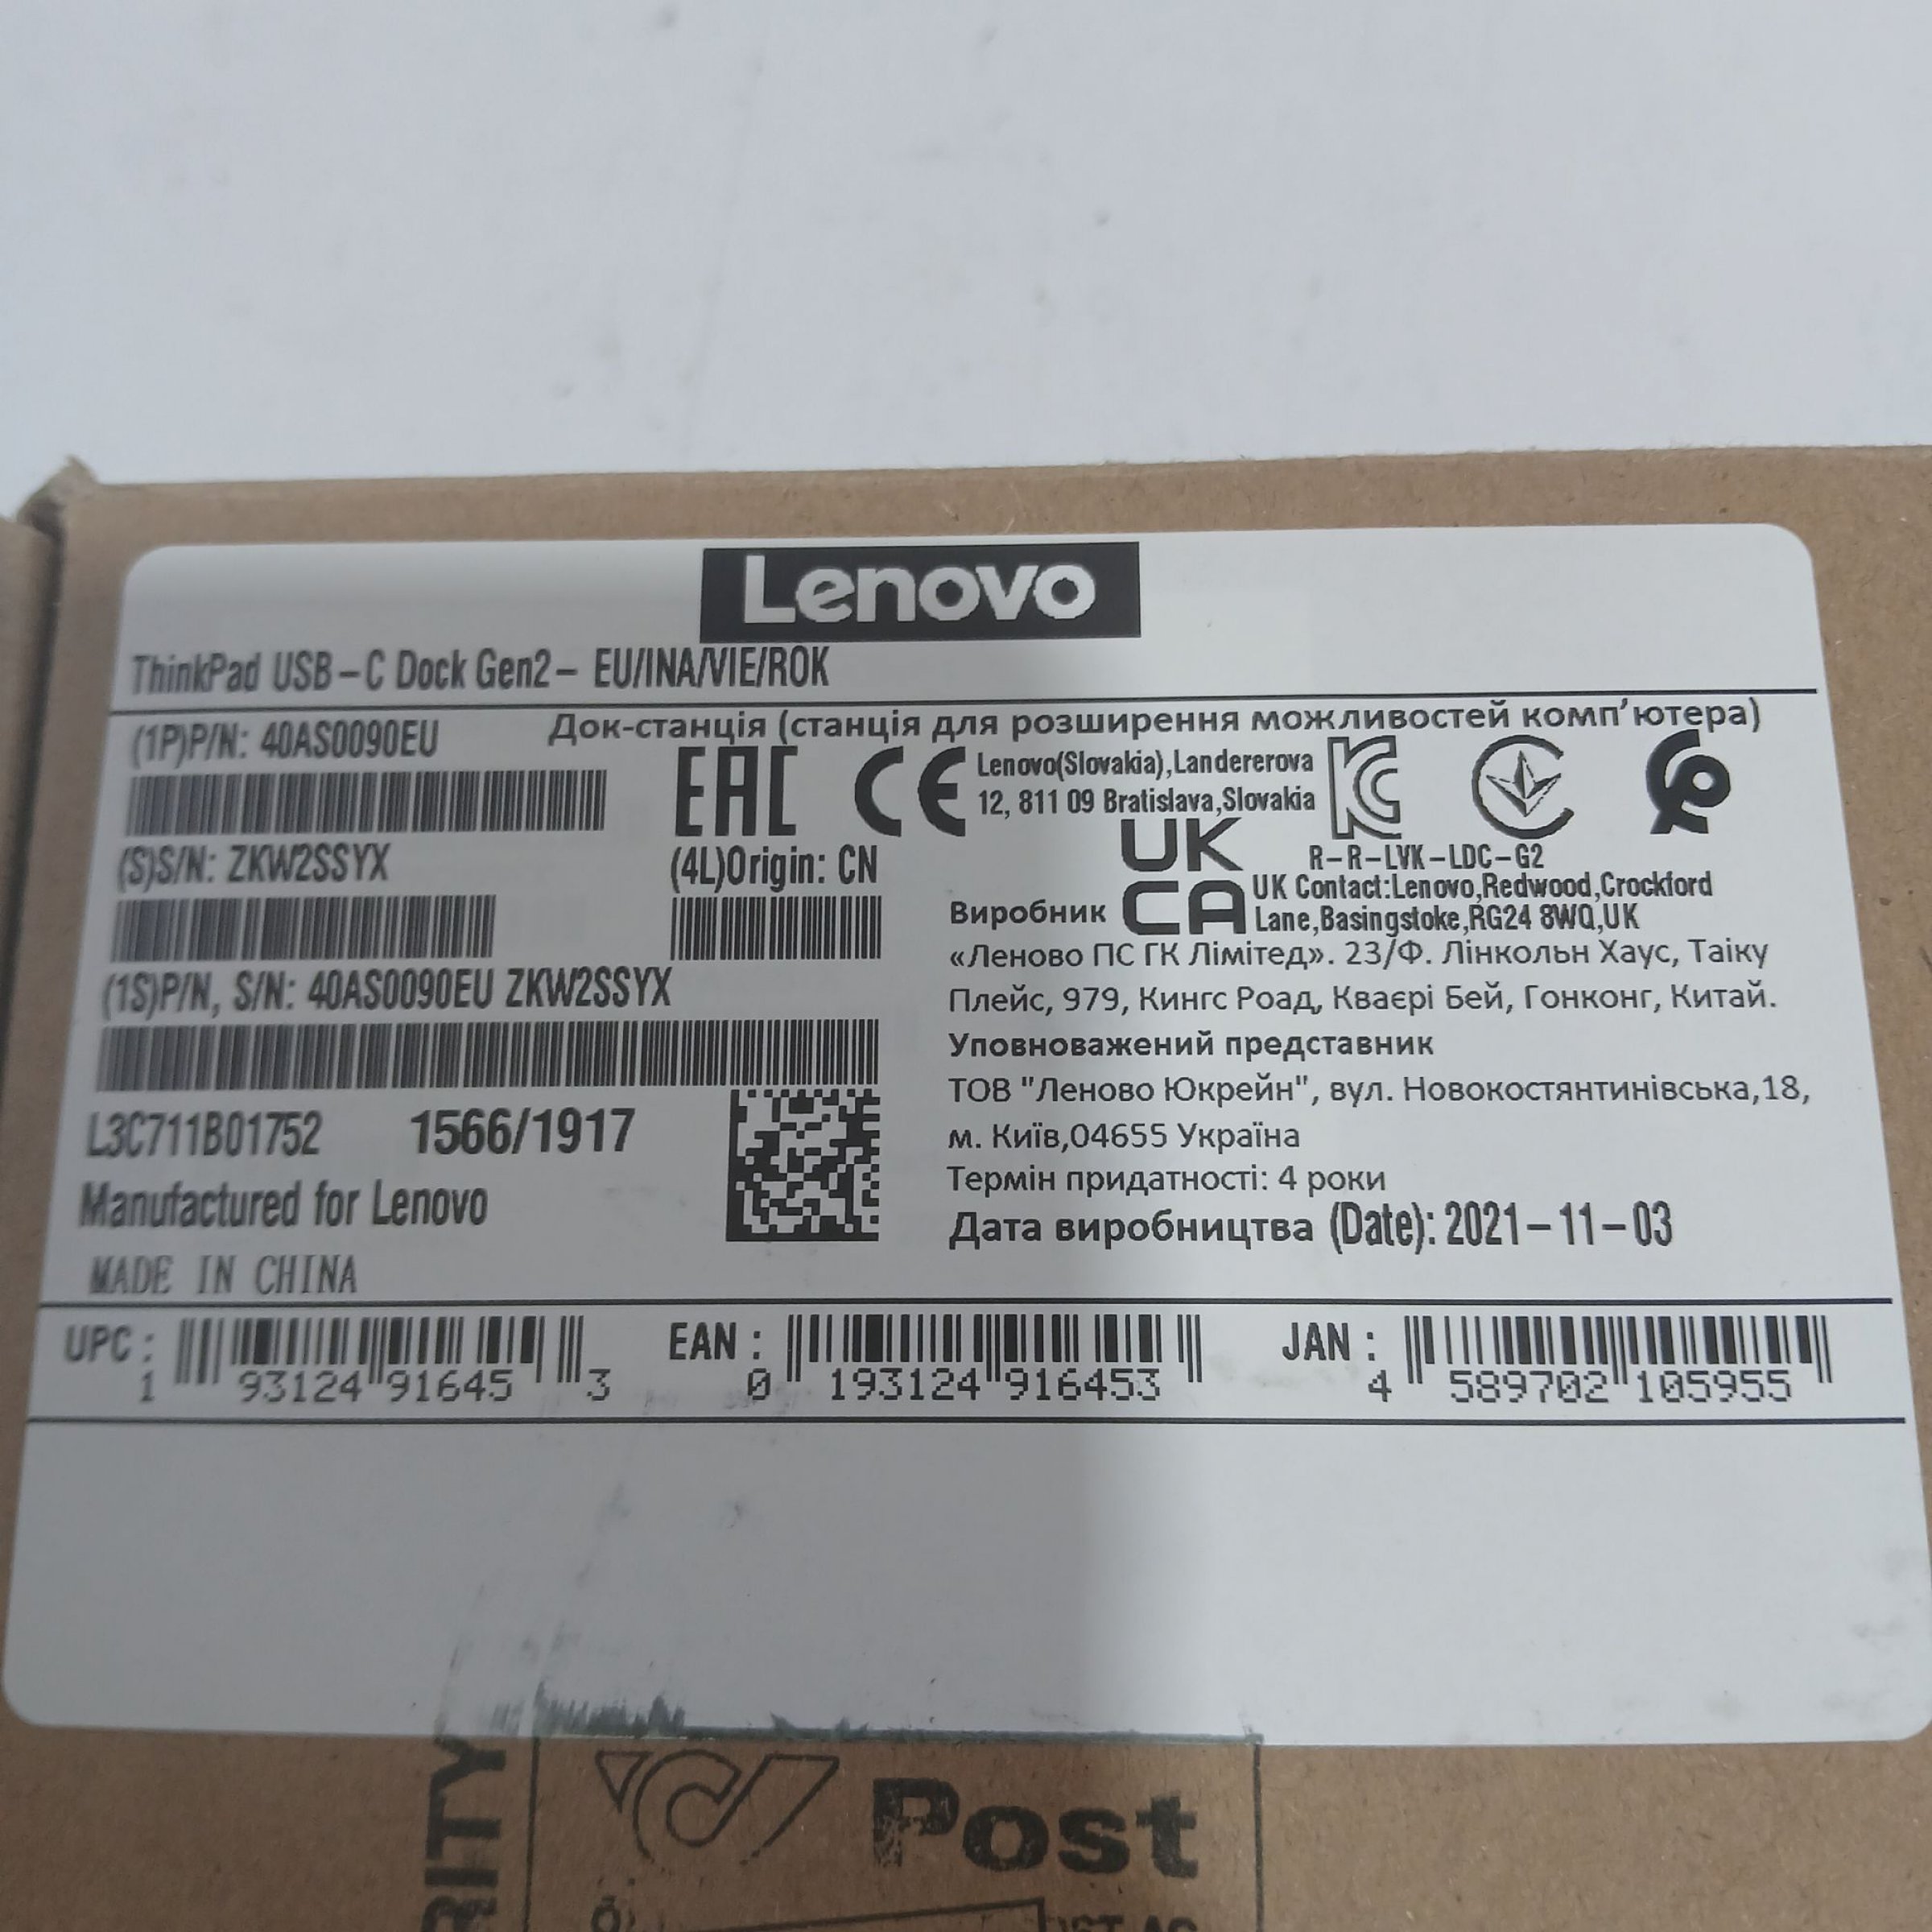 Lenovo
ThinkPad USB-C Dock Gen2- EU/INA/VIE/ROK
(1P)P/N: 40AS0090EU
Док-станція (станція для розширення можливостей комп'ютера)
EAC CE
Lenovo(Slovakia),Landererova
12, 811 09 Bratislava,Slovakia
(S)S/N: ZKW2SSYX
(4L)Origin: CN
UK
CA
R-R-LVK-LDC-G2
UK Contact:Lenovo,Redwood,Crockford
Lane,Basingstoke,RG24 8WQ,UK
Виробник
«Леново ПС ГК Лімітед». 23/Ф. Лінкольн Хаус, Таіку
Плейс, 979, Кингс Роад, Кваєрі Бей, Гонконг, Китай.
(1S)P/N, S/N: 40AS0090EU ZKW2SSYX
Уповноважений представник
ТОВ "Леново Юкрейн", вул. Новокостянтинівська,18,
м. Київ,04655 Україна
Термін придатності: 4 роки
Дата виробництва (Date): 2021-11-03
L3C711B01752 1566/1917
Manufactured for Lenovo
MADE IN CHINA
UPC: 1 93124 91645 3
EAN: 0 193124 916453
JAN: 4 589702 105955
RITY
Post